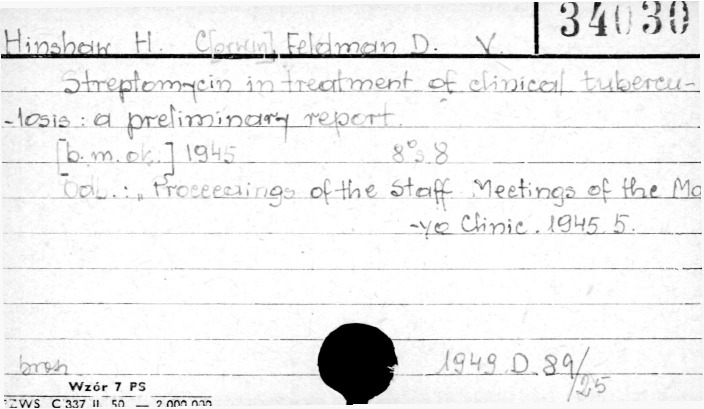 34030
Hinshaw H. C[orwin], Feldman D. V.
Streptomycin in treatment of clinical tubercu-
-losis: a preliminary report.
[b.m.ok.] 1945 8° s. 8
Odb.: „Proceedings of the Staff Meetings of the Ma
-yo Clinic. 1945. 5.
brosz
1949 D 89/
/25
Wzór 7 PS
ZWS C 337 II. 50 — 2 000 000